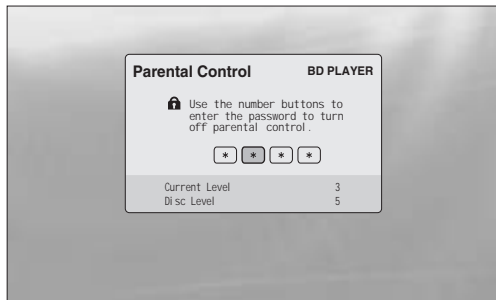 Parental Control BD PLAYER
Use the number buttons to
enter the password to turn
off parental control.
* * * *
Current Level 3
Disc Level 5